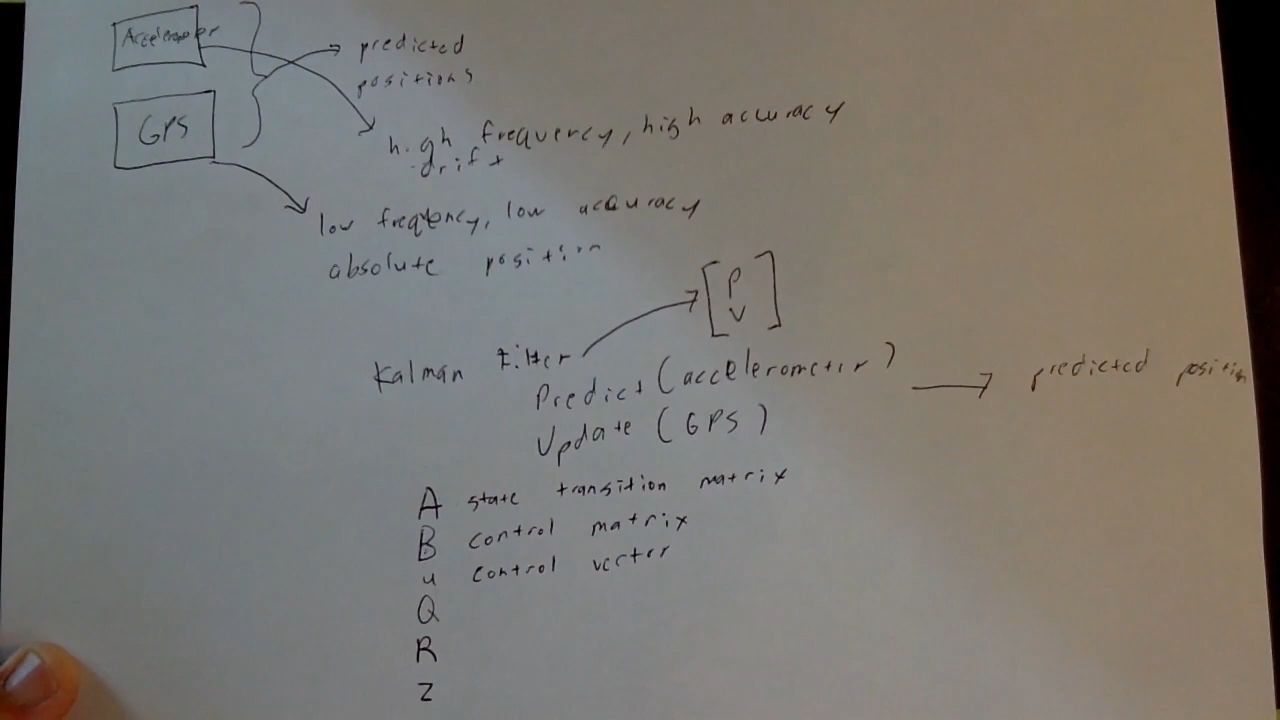 Accelerometer
predicted
positions
GPS
high frequency, high accuracy
drift
low frequency, low accuracy
absolute position
P
V
Kalman Filter
Predict (accelerometer)
predicted position
Update (GPS)
A state transition matrix
B control matrix
u control vector
Q
R
z